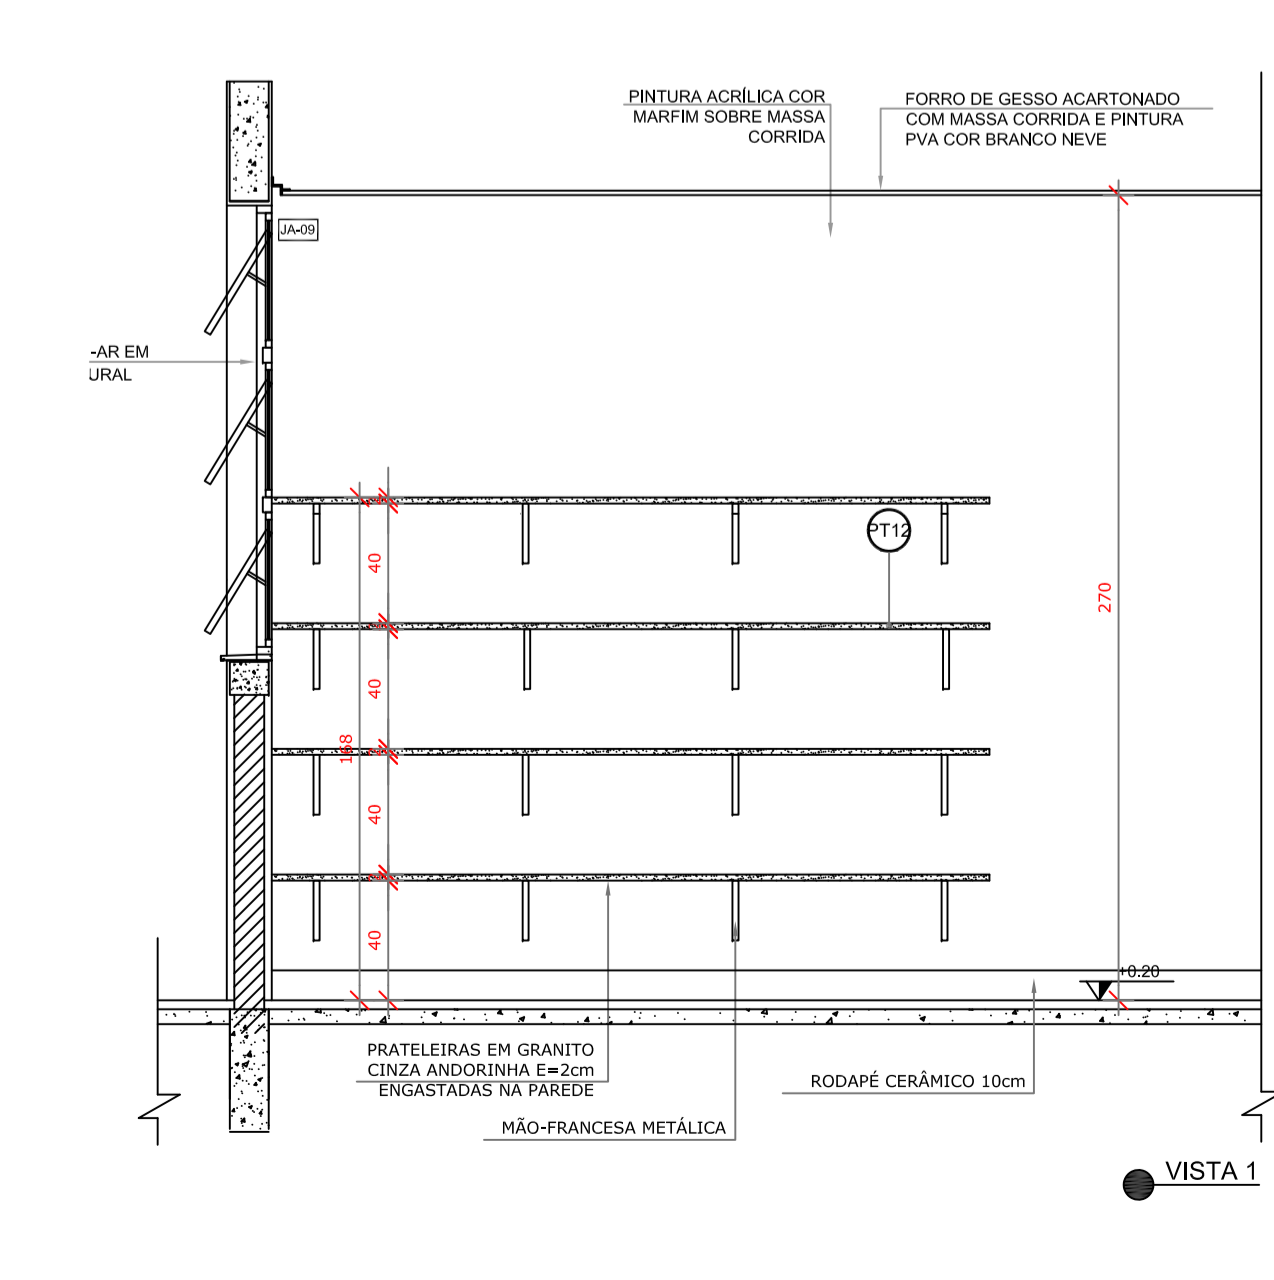 PINTURA ACRÍLICA COR
MARFIM SOBRE MASSA
CORRIDA
FORRO DE GESSO ACARTONADO
COM MASSA CORRIDA E PINTURA
PVA COR BRANCO NEVE
JA-09
-AR EM
URAL
PT12
40
270
40
168
40
40
+0.20
PRATELEIRAS EM GRANITO
CINZA ANDORINHA E=2cm
ENGASTADAS NA PAREDE
RODAPÉ CERÂMICO 10cm
MÃO-FRANCESA METÁLICA
VISTA 1